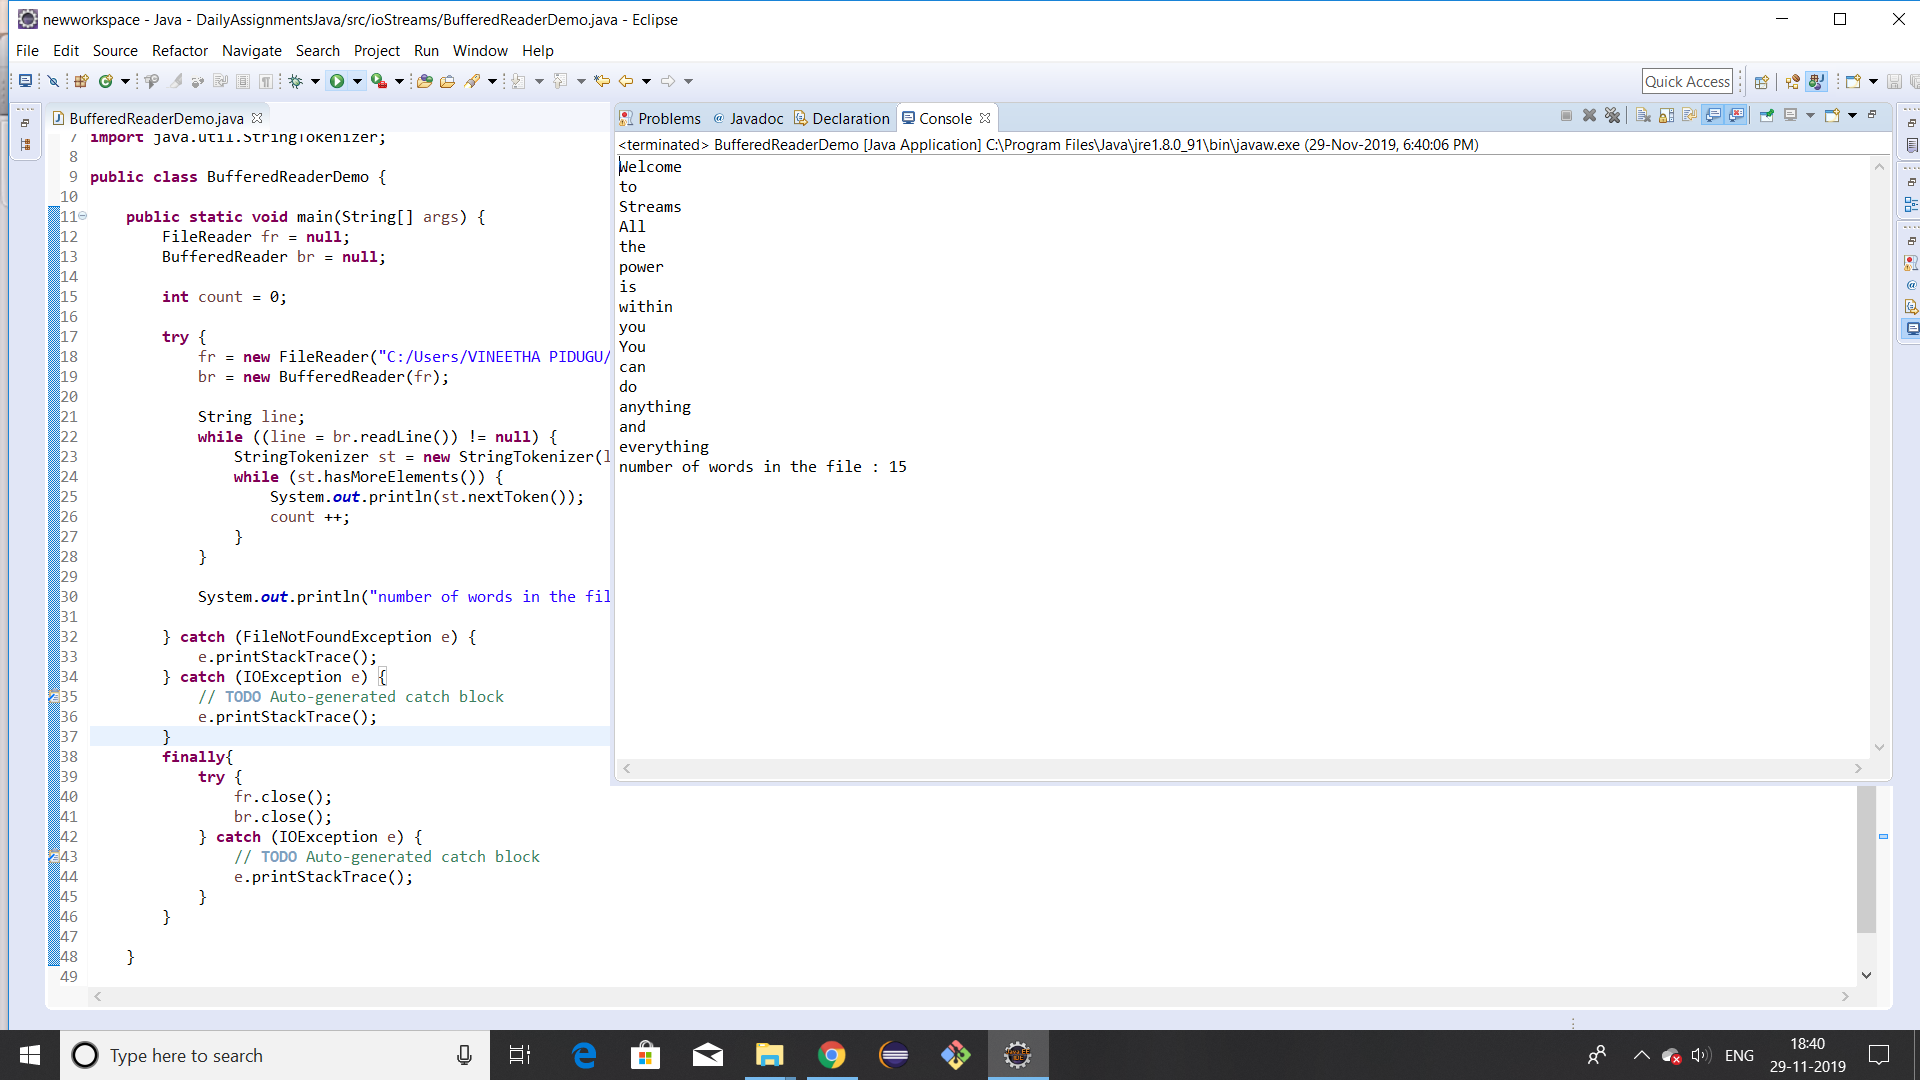 newworkspace - Java - DailyAssignmentsJava/src/ioStreams/BufferedReaderDemo.java - Eclipse
File Edit Source Refactor Navigate Search Project Run Window Help
Quick Access
BufferedReaderDemo.java
7 import java.util.StringTokenizer;
8
9 public class BufferedReaderDemo {
10
11 public static void main(String[] args) {
12 FileReader fr = null;
13 BufferedReader br = null;
14
15 int count = 0;
16
17 try {
18 fr = new FileReader("C:/Users/VINEETHA PIDUGU/
19 br = new BufferedReader(fr);
20
21 String line;
22 while ((line = br.readLine()) != null) {
23 StringTokenizer st = new StringTokenizer(l
24 while (st.hasMoreElements()) {
25 System.out.println(st.nextToken());
26 count ++;
27 }
28 }
29
30 System.out.println("number of words in the fil
31
32 } catch (FileNotFoundException e) {
33 e.printStackTrace();
34 } catch (IOException e) {
35 // TODO Auto-generated catch block
36 e.printStackTrace();
37 }
38 finally{
39 try {
40 fr.close();
41 br.close();
42 } catch (IOException e) {
43 // TODO Auto-generated catch block
44 e.printStackTrace();
45 }
46 }
47
48 }
49
Problems @ Javadoc Declaration Console
<terminated> BufferedReaderDemo [Java Application] C:\Program Files\Java\jre1.8.0_91\bin\javaw.exe (29-Nov-2019, 6:40:06 PM)
Welcome
to
Streams
All
the
power
is
within
you
You
can
do
anything
and
everything
number of words in the file : 15
Type here to search
ENG
18:40
29-11-2019